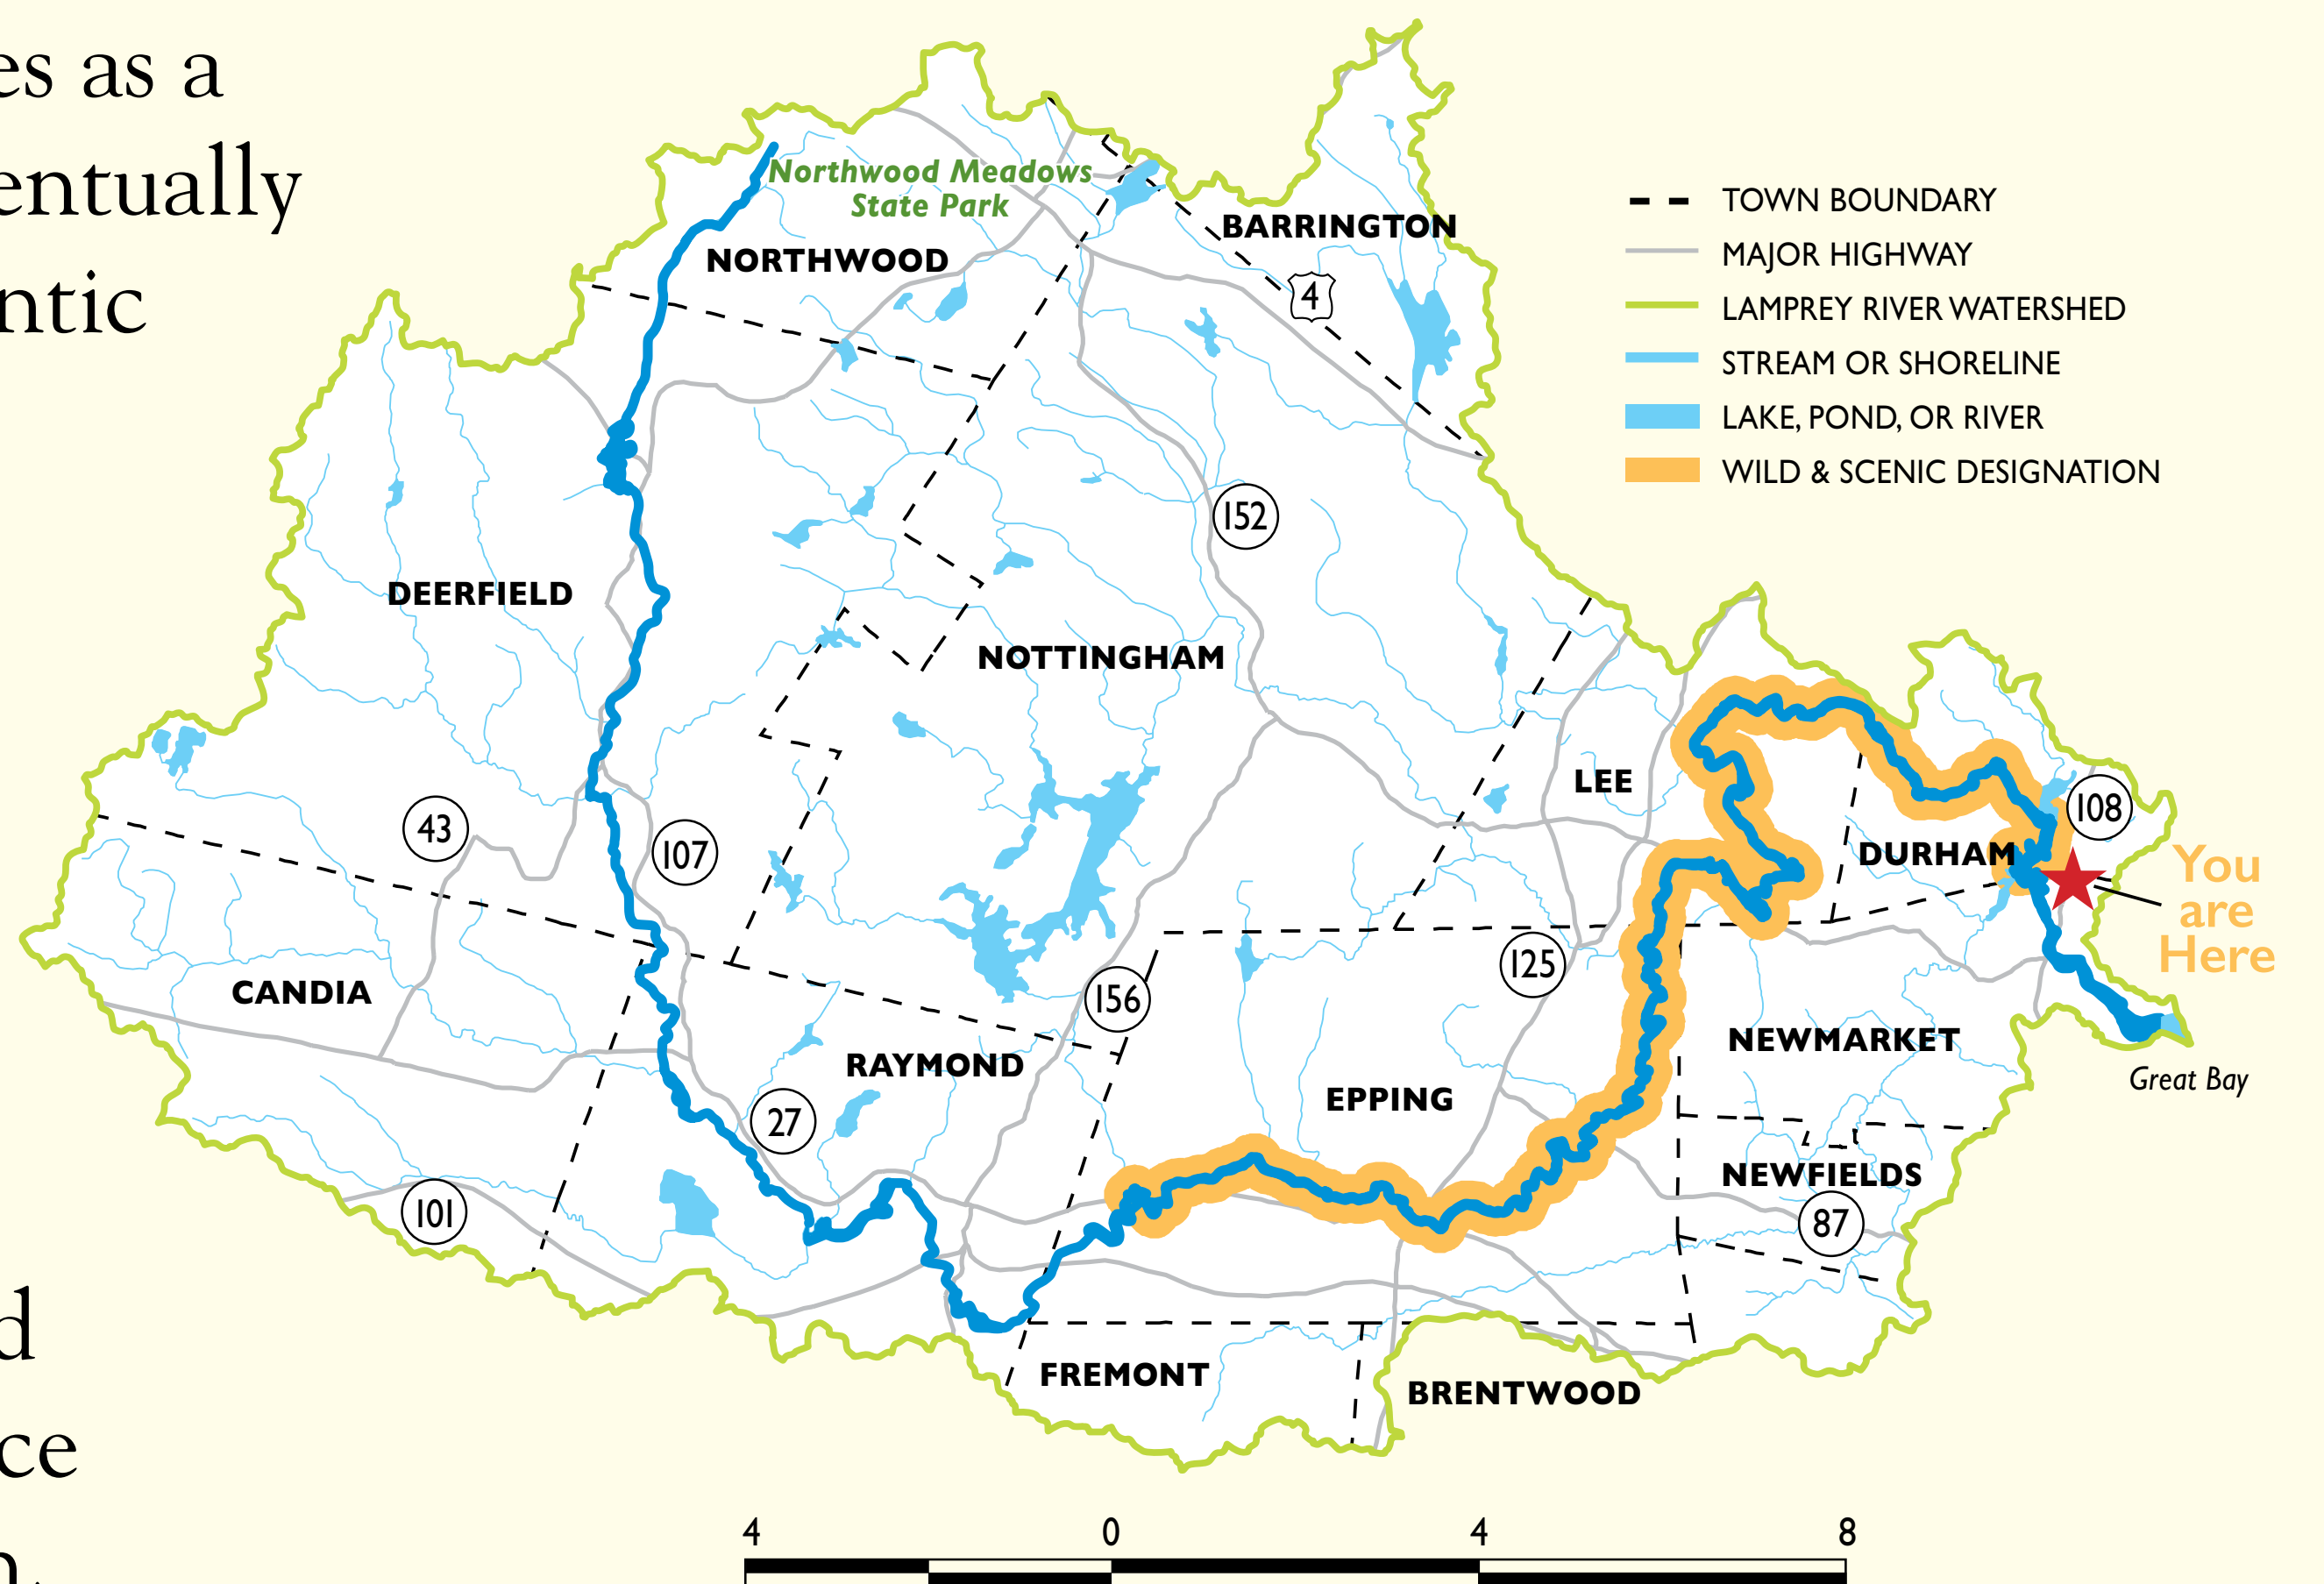 es as a
entually
ntic
d
ce
n.
Northwood Meadows
State Park
NORTHWOOD
BARRINGTON
4
TOWN BOUNDARY
MAJOR HIGHWAY
LAMPREY RIVER WATERSHED
STREAM OR SHORELINE
LAKE, POND, OR RIVER
WILD & SCENIC DESIGNATION
152
DEERFIELD
NOTTINGHAM
LEE
43
107
108
DURHAM
You
are
Here
CANDIA
156
125
RAYMOND
NEWMARKET
Great Bay
EPPING
27
NEWFIELDS
101
87
FREMONT
BRENTWOOD
4 0 4 8